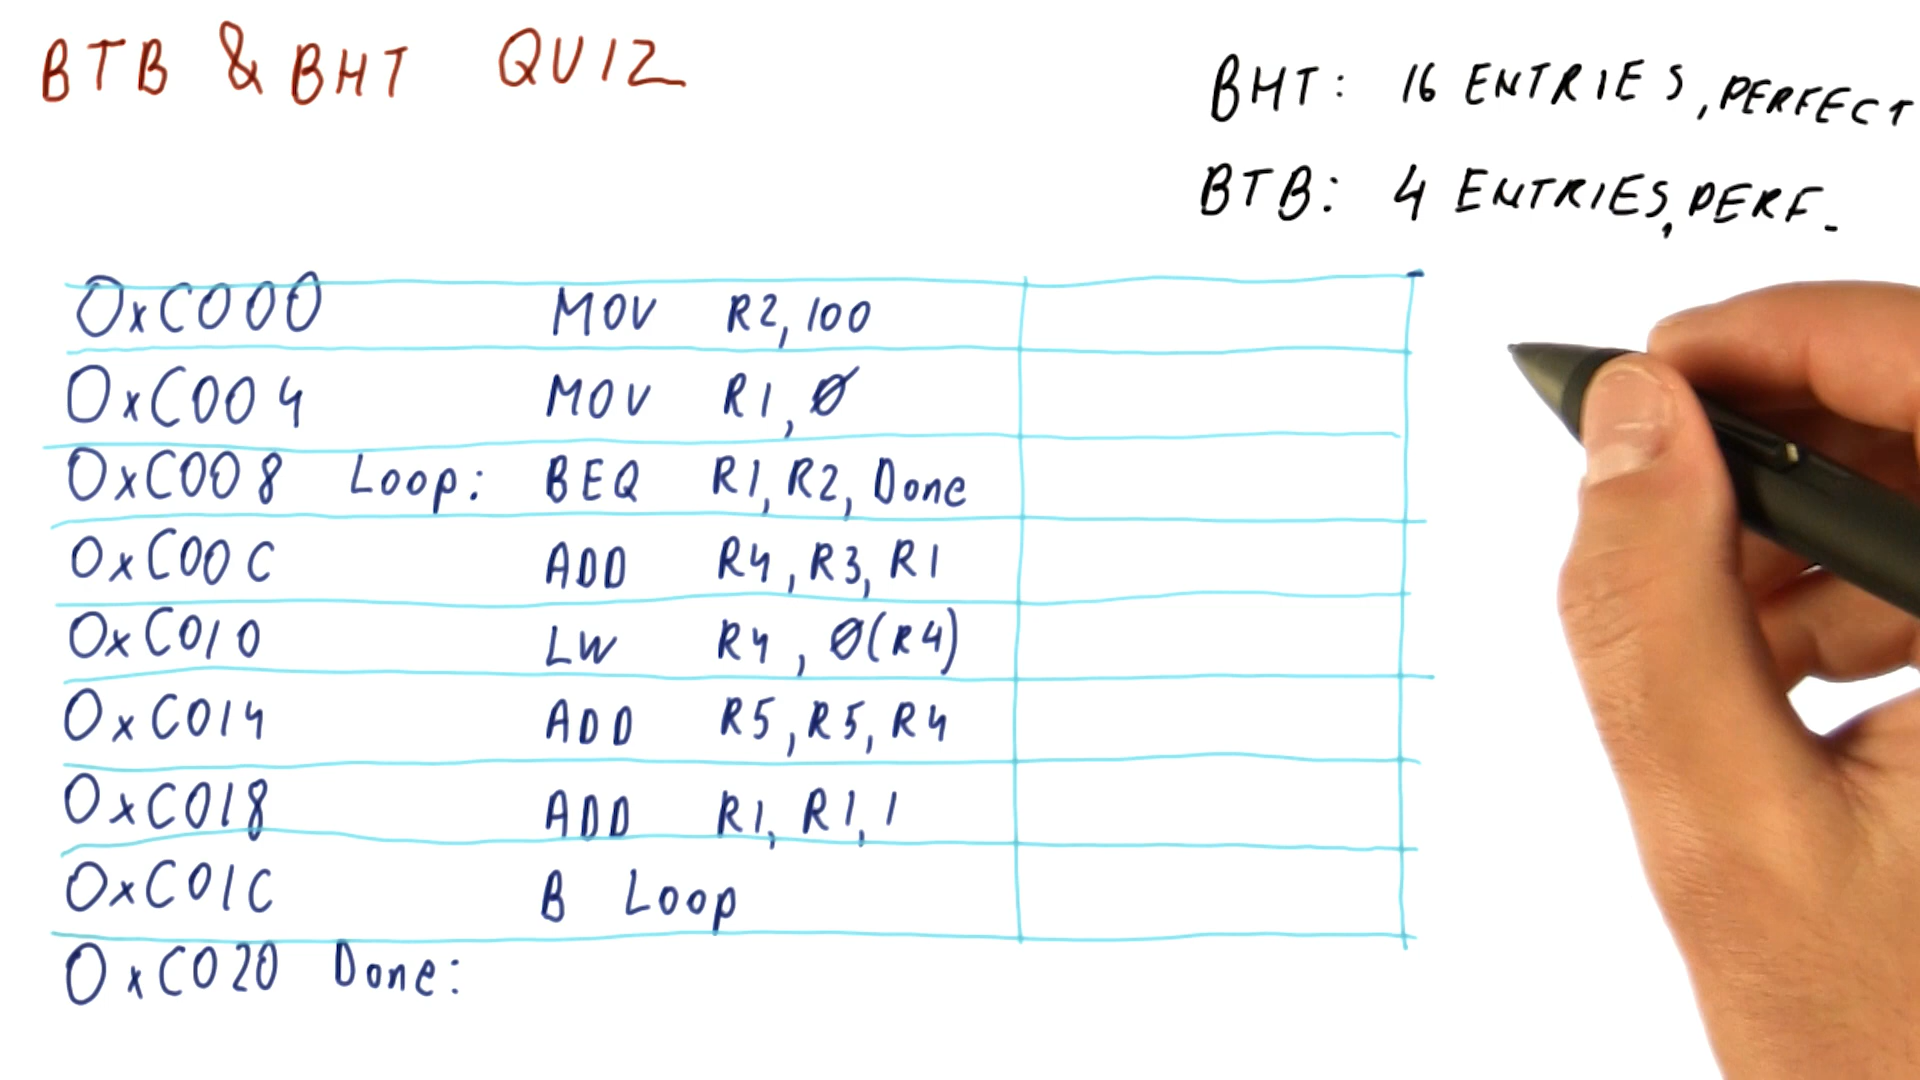 BTB & BHT QUIZ
BHT: 16 ENTRIES, PERFECT
BTB: 4 ENTRIES, PERF.
0xC000 MOV R2, 100
0xC004 MOV R1, Ø
0xC008 Loop: BEQ R1, R2, Done
0xC00C ADD R4, R3, R1
0xC010 LW R4, Ø(R4)
0xC014 ADD R5, R5, R4
0xC018 ADD R1, R1, 1
0xC01C B Loop
0xC020 Done: